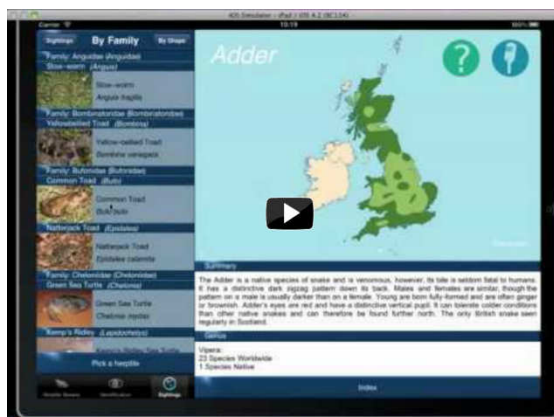 iOS Simulator - iPad / iOS 4.2 (8C134)
Carrier
10:19
100%
Sightings
By Family
By Shape
Family: Anguidae (Anguidae)
Slow-worm (Anguis)
Slow-worm
Anguis fragilis
Family: Bombinatoridae (Bombinatoridae)
Yellowbellied Toad (Bombina)
Yellow-bellied Toad
Bombina variegata
Family: Bufonidae (Bufonidae)
Common Toad (Bufo)
Common Toad
Bufo bufo
Natterjack Toad (Epidalea)
Natterjack Toad
Epidalea calamita
Family: Cheloniidae (Cheloniidae)
Green Sea Turtle (Chelonia)
Green Sea Turtle
Chelonia mydas
Kemp's Ridley (Lepidochelys)
Kemp's Ridley Sea Turtle
Pick a herptile
Identification
Sightings
Adder
?
Summary
The Adder is a native species of snake and is venomous, however, its bite is seldom fatal to humans.
It has a distinctive dark zigzag pattern down its back. Males and females are similar, though the
pattern on a male is usually darker than on a female. Young are born fully-formed and are often ginger
or brownish. Adder's eyes are red and have a distinctive vertical pupil. It can tolerate colder conditions
than other native snakes and can therefore be found further north. The only British snake seen
regularly in Scotland.
Genus
Vipera:
23 Species Worldwide
1 Species Native
Index